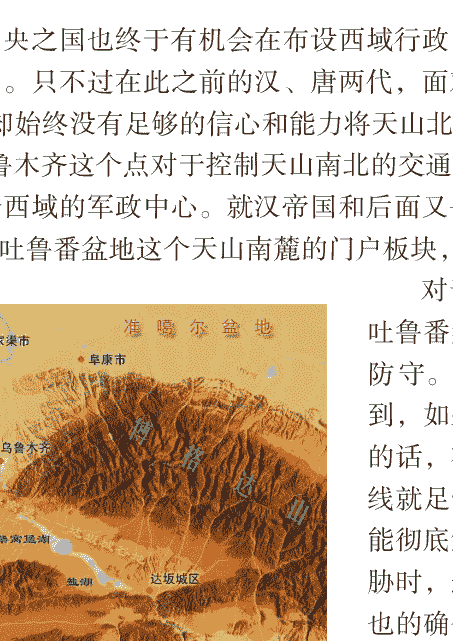 央之国也终于有机会在布设西域行政
。只不过在此之前的汉、唐两代，面
却始终没有足够的信心和能力将天山北
鲁木齐这个点对于控制天山南北的交通
西域的军政中心。就汉帝国和后面又
吐鲁番盆地这个天山南麓的门户板块，
对
吐鲁番
防守。
到，如
的话，
线就足
能彻底
胁时，
也的确
准噶尔盆地
家渠市
阜康市
乌鲁木齐
博格达山
盐湖
达坂城区